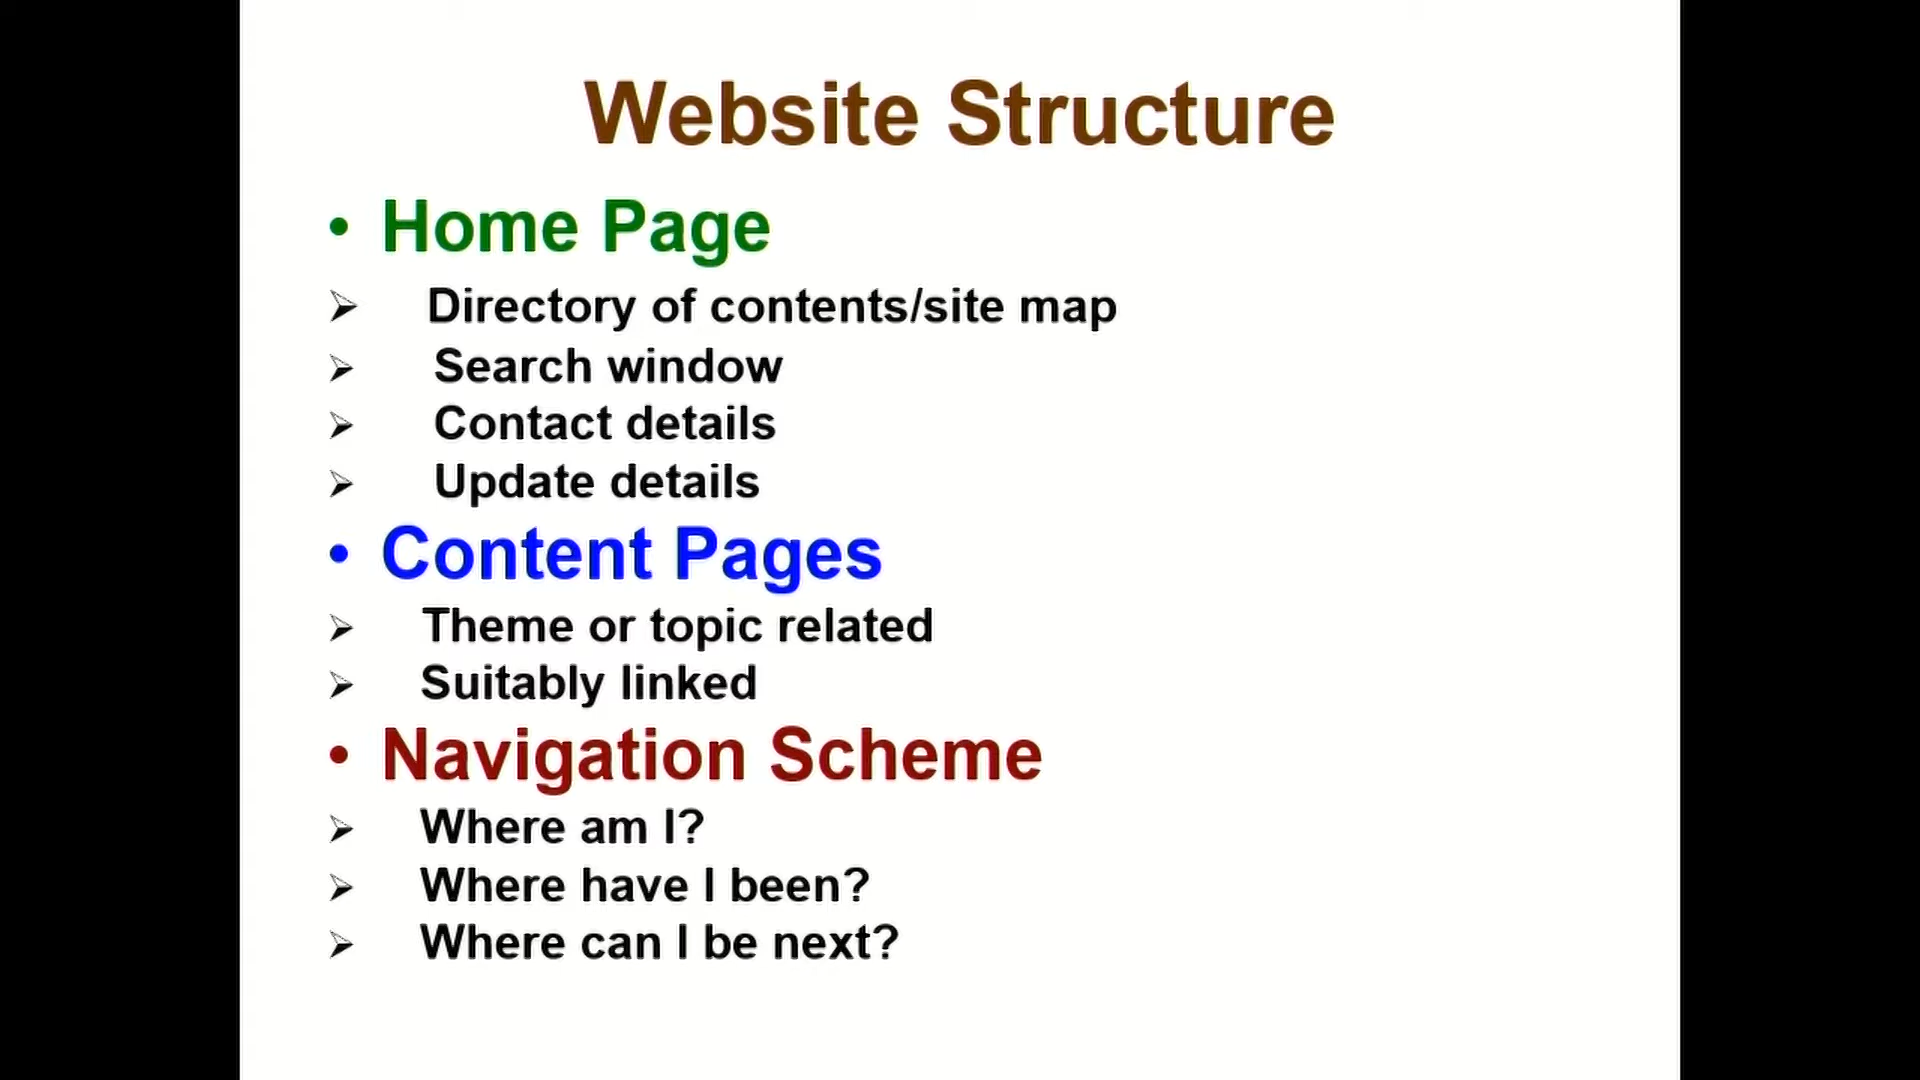 Website Structure
• Home Page
➢ Directory of contents/site map
➢ Search window
➢ Contact details
➢ Update details
• Content Pages
➢ Theme or topic related
➢ Suitably linked
• Navigation Scheme
➢ Where am I?
➢ Where have I been?
➢ Where can I be next?